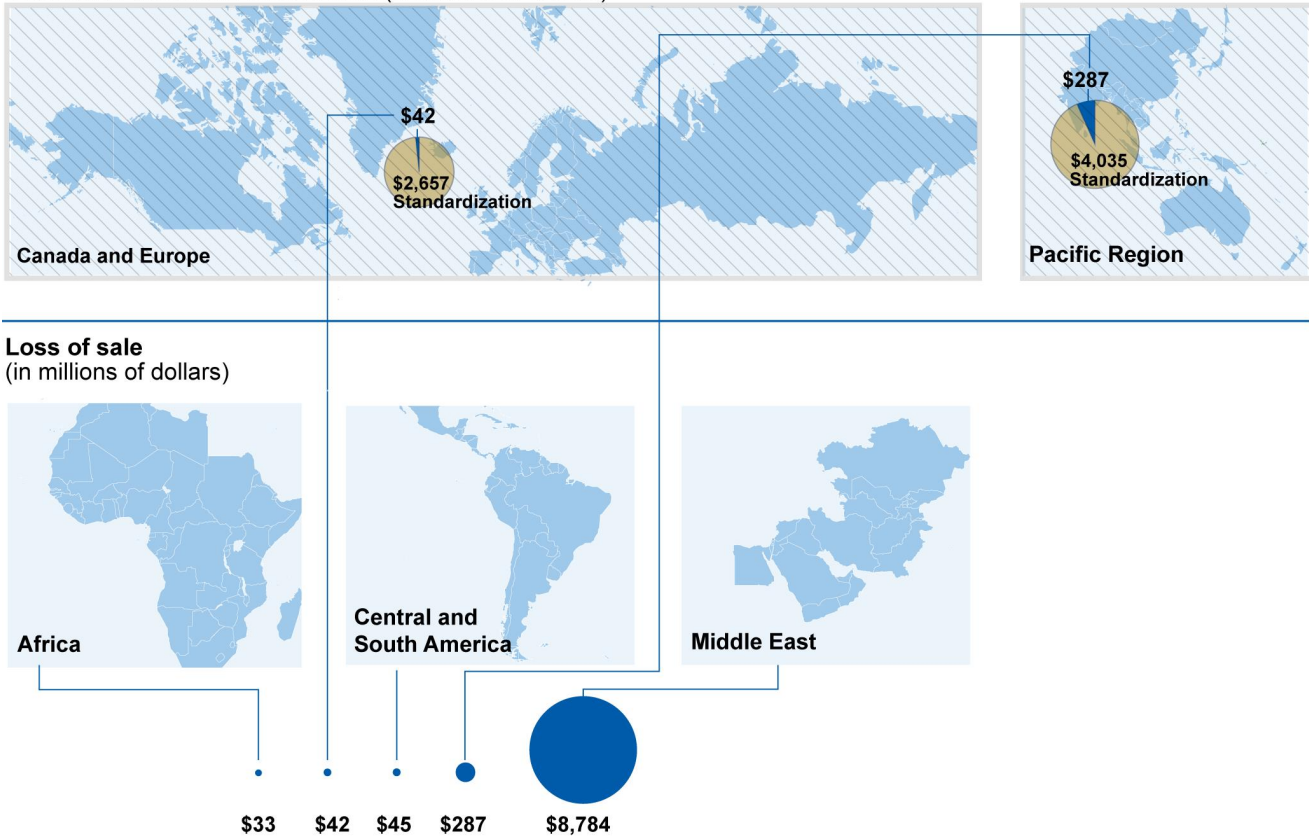 $42
$2,657
Standardization
Canada and Europe
$287
$4,035
Standardization
Pacific Region
Loss of sale
(in millions of dollars)
Africa
Central and
South America
Middle East
$33 $42 $45 $287 $8,784